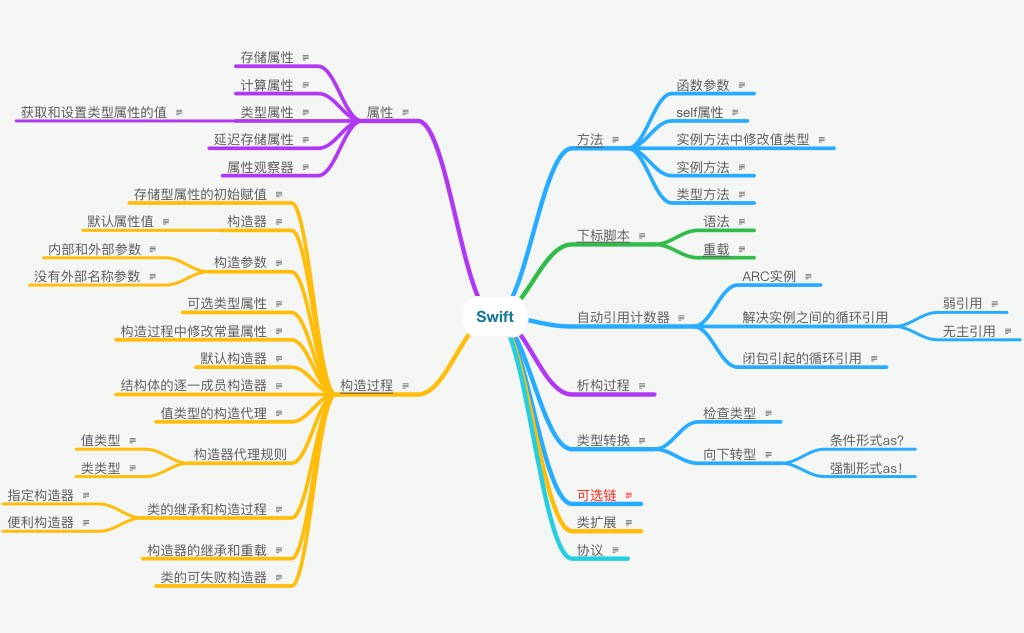 Swift
属性
存储属性
计算属性
类型属性
获取和设置类型属性的值
延迟存储属性
属性观察器
构造过程
存储型属性的初始赋值
构造器
默认属性值
构造参数
内部和外部参数
没有外部名称参数
可选类型属性
构造过程中修改常量属性
默认构造器
结构体的逐一成员构造器
值类型的构造代理
构造器代理规则
值类型
类类型
类的继承和构造过程
指定构造器
便利构造器
构造器的继承和重载
类的可失败构造器
方法
函数参数
self属性
实例方法中修改值类型
实例方法
类型方法
下标脚本
语法
重载
自动引用计数器
ARC实例
解决实例之间的循环引用
弱引用
无主引用
闭包引起的循环引用
析构过程
类型转换
检查类型
向下转型
条件形式as?
强制形式as!
可选链
类扩展
协议